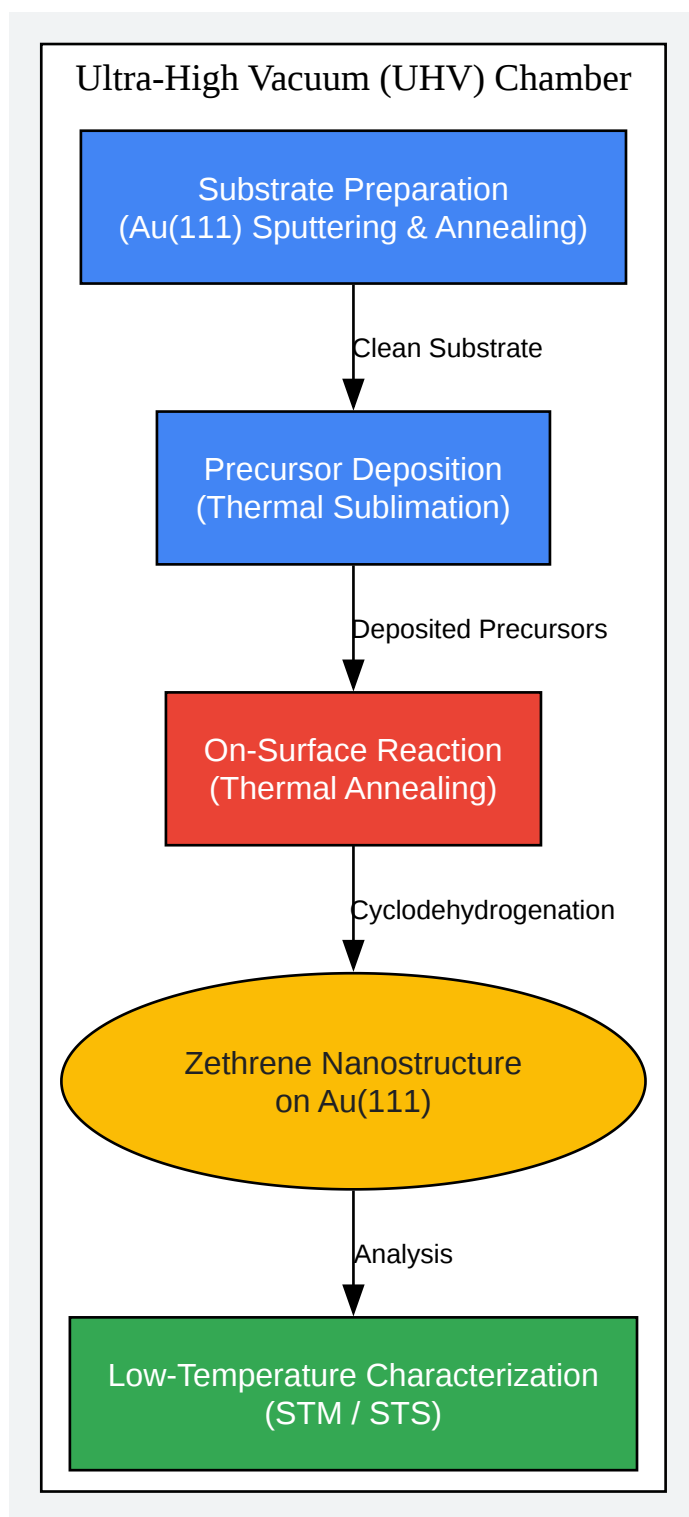 Ultra-High Vacuum (UHV) Chamber
Substrate Preparation
(Au(111) Sputtering & Annealing)
Clean Substrate
Precursor Deposition
(Thermal Sublimation)
Deposited Precursors
On-Surface Reaction
(Thermal Annealing)
Cyclodehydrogenation
Zethrene Nanostructure
on Au(111)
Analysis
Low-Temperature Characterization
(STM / STS)